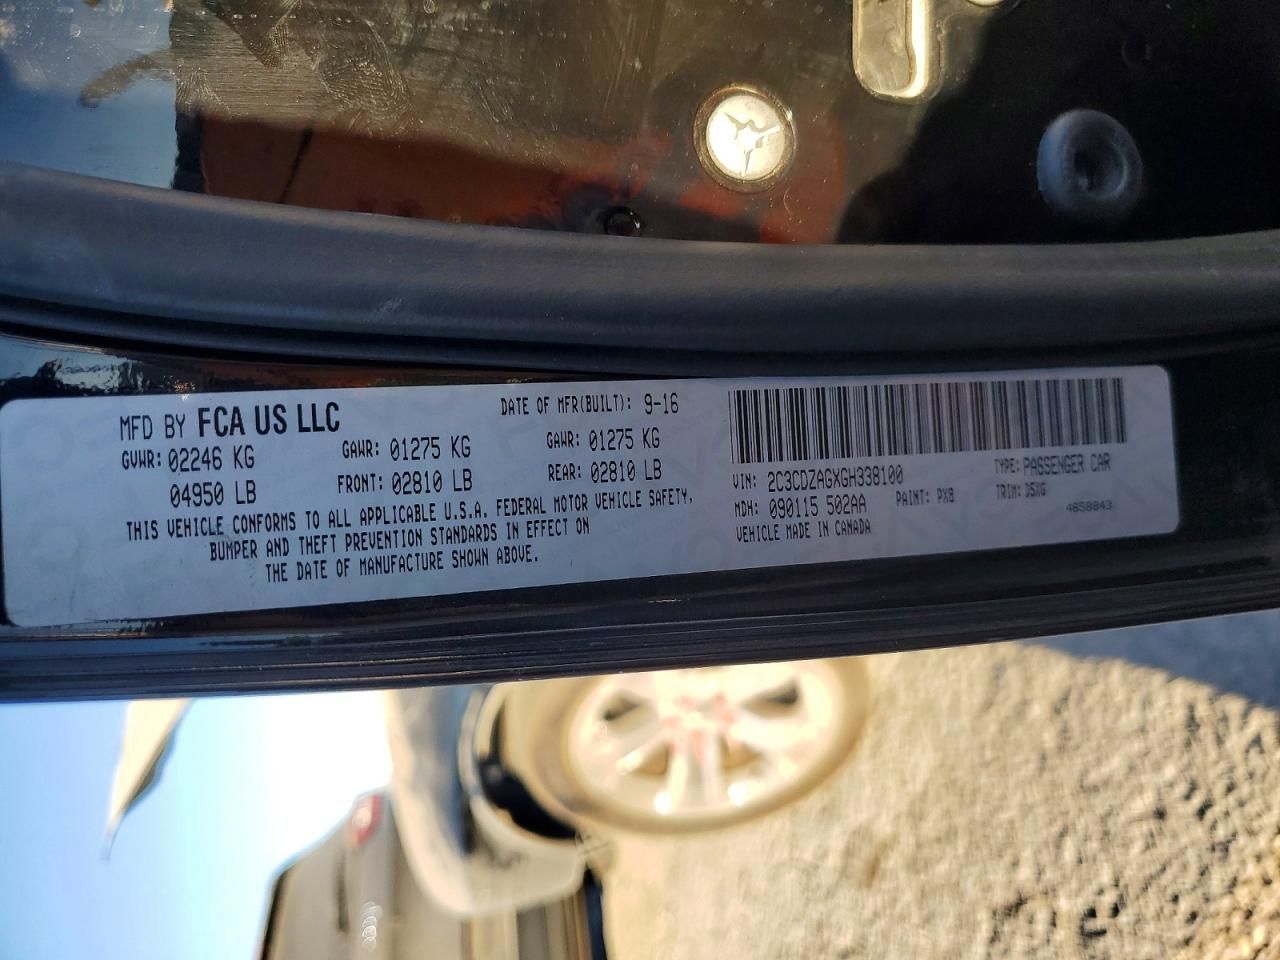 MFD BY FCA US LLC
DATE OF MFR(BUILT): 9-16
GVWR: 02246 KG
GAWR: 01275 KG
GAWR: 01275 KG
04950 LB
FRONT: 02810 LB
REAR: 02810 LB
THIS VEHICLE CONFORMS TO ALL APPLICABLE U.S.A. FEDERAL MOTOR VEHICLE SAFETY,
BUMPER AND THEFT PREVENTION STANDARDS IN EFFECT ON
THE DATE OF MANUFACTURE SHOWN ABOVE.
VIN: 2C3CDZAGXGH338100
TYPE: PASSENGER CAR
MDH: 090115 502AA
PAINT: PX8
TRIM: D5XG
VEHICLE MADE IN CANADA
4658843